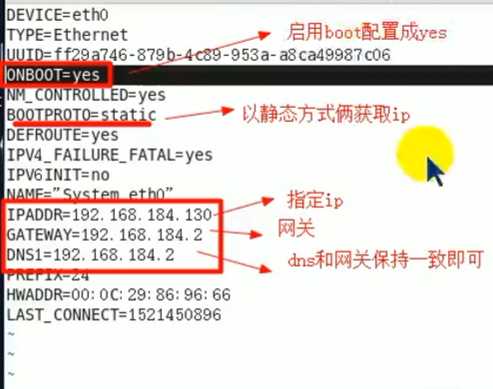 DEVICE=eth0
TYPE=Ethernet
启用boot配置成yes
UUID=ff29a746-879b-4c89-953a-a8ca49987c06
ONBOOT=yes
NM_CONTROLLED=yes
BOOTPROTO=static
以静态方式俩获取ip
DEFROUTE=yes
IPV4_FAILURE_FATAL=yes
IPV6INIT=no
NAME="System eth0"
指定ip
IPADDR=192.168.184.130
网关
GATEWAY=192.168.184.2
DNS1=192.168.184.2
dns和网关保持一致即可
PREFIX=24
HWADDR=00:0C:29:86:96:66
LAST_CONNECT=1521450896
~
~
~